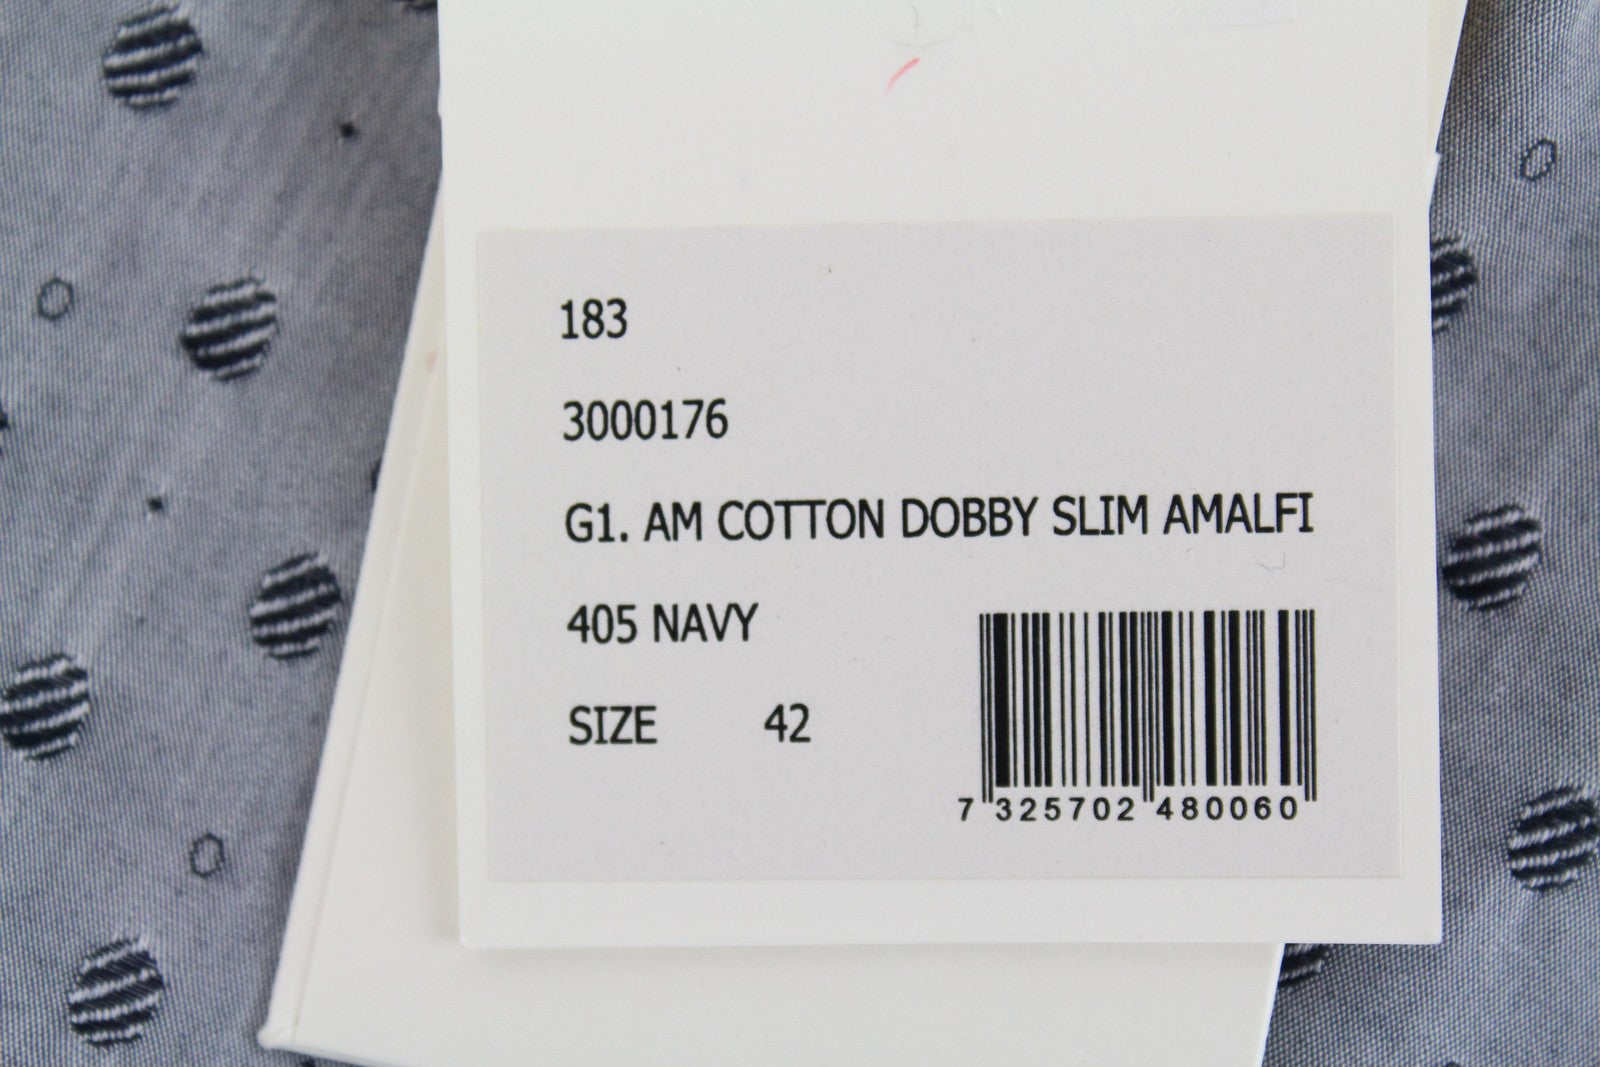 183
3000176
G1. AM COTTON DOBBY SLIM AMALFI
405 NAVY
SIZE 42
7 325702 480060